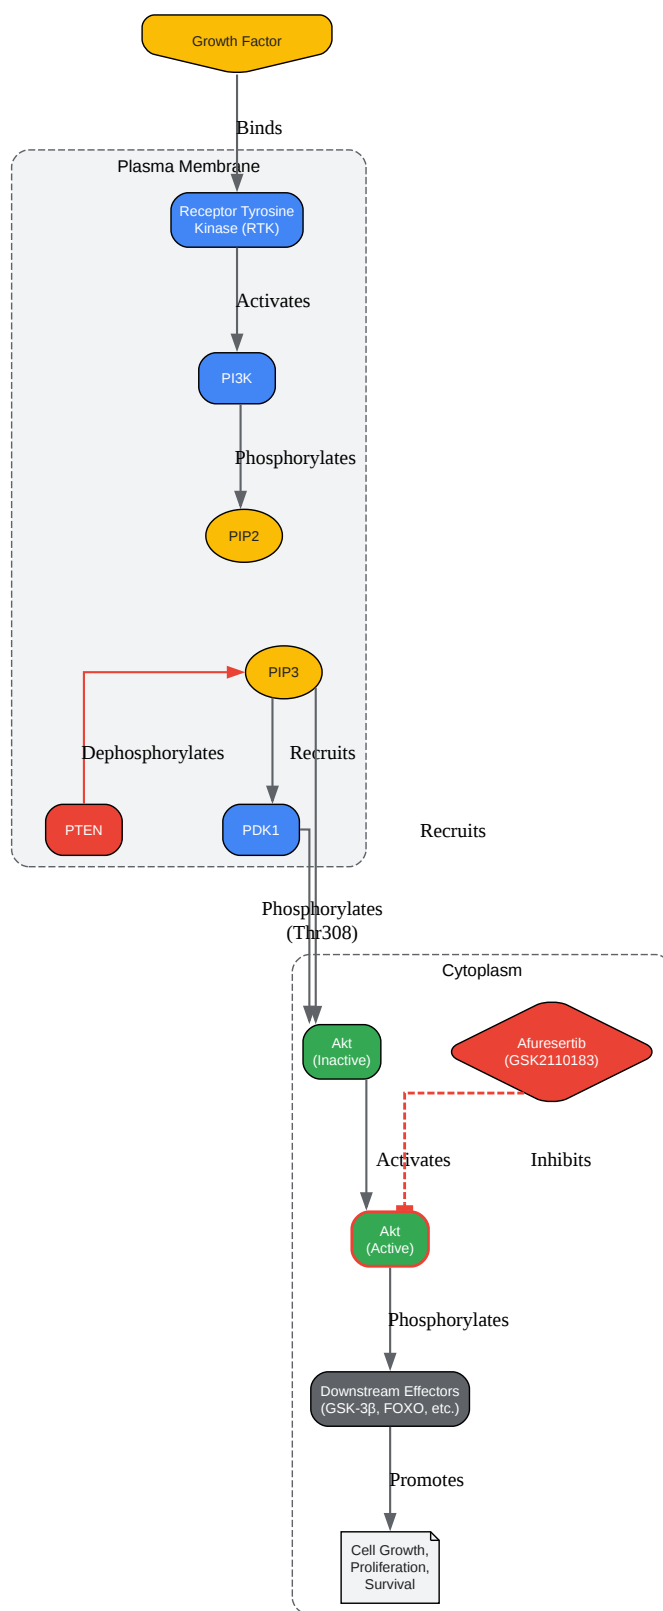 Growth Factor
Binds
Plasma Membrane
Receptor Tyrosine
Kinase (RTK)
Activates
PI3K
Phosphorylates
PIP2
PIP3
Dephosphorylates
Recruits
PTEN
PDK1
Recruits
Phosphorylates
(Thr308)
Cytoplasm
Akt
(Inactive)
Afuresertib
(GSK2110183)
Activates
Inhibits
Akt
(Active)
Phosphorylates
Downstream Effectors
(GSK-3β, FOXO, etc.)
Promotes
Cell Growth,
Proliferation,
Survival